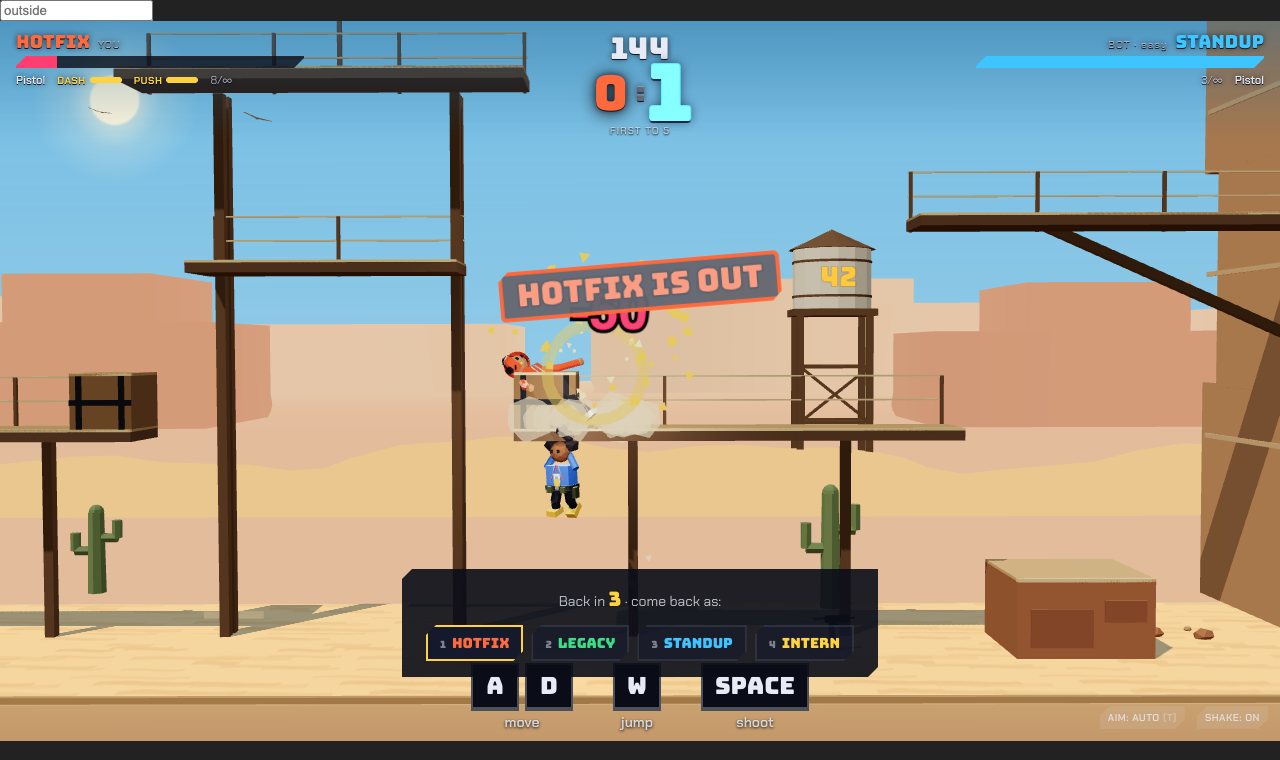 outside
HOTFIX YOU
Pistol DASH PUSH 8/∞
144
0:1
FIRST TO 5
BOT · easy STANDUP
3/∞ Pistol
HOTFIX IS OUT
42
Back in 3 · come back as:
1 HOTFIX 2 LEGACY 3 STANDUP 4 INTERN
A D W SPACE
move jump shoot
AIM: AUTO [T] SHAKE: ON